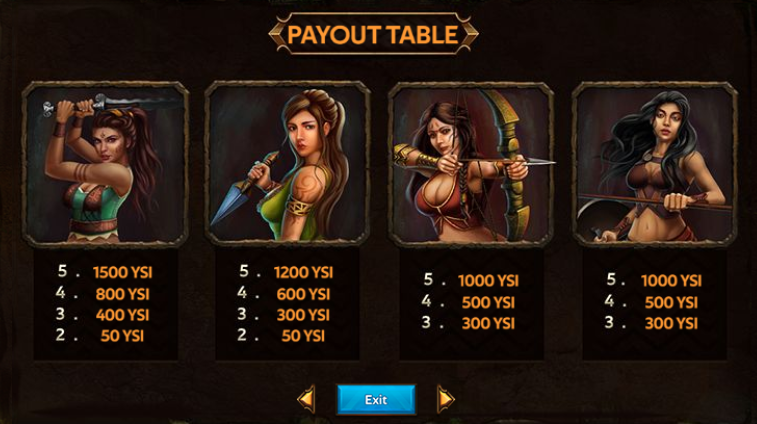 PAYOUT TABLE
5 . 1500 YSI
4 . 800 YSI
3 . 400 YSI
2 . 50 YSI
5 . 1200 YSI
4 . 600 YSI
3 . 300 YSI
2 . 50 YSI
5 . 1000 YSI
4 . 500 YSI
3 . 300 YSI
5 . 1000 YSI
4 . 500 YSI
3 . 300 YSI
Exit